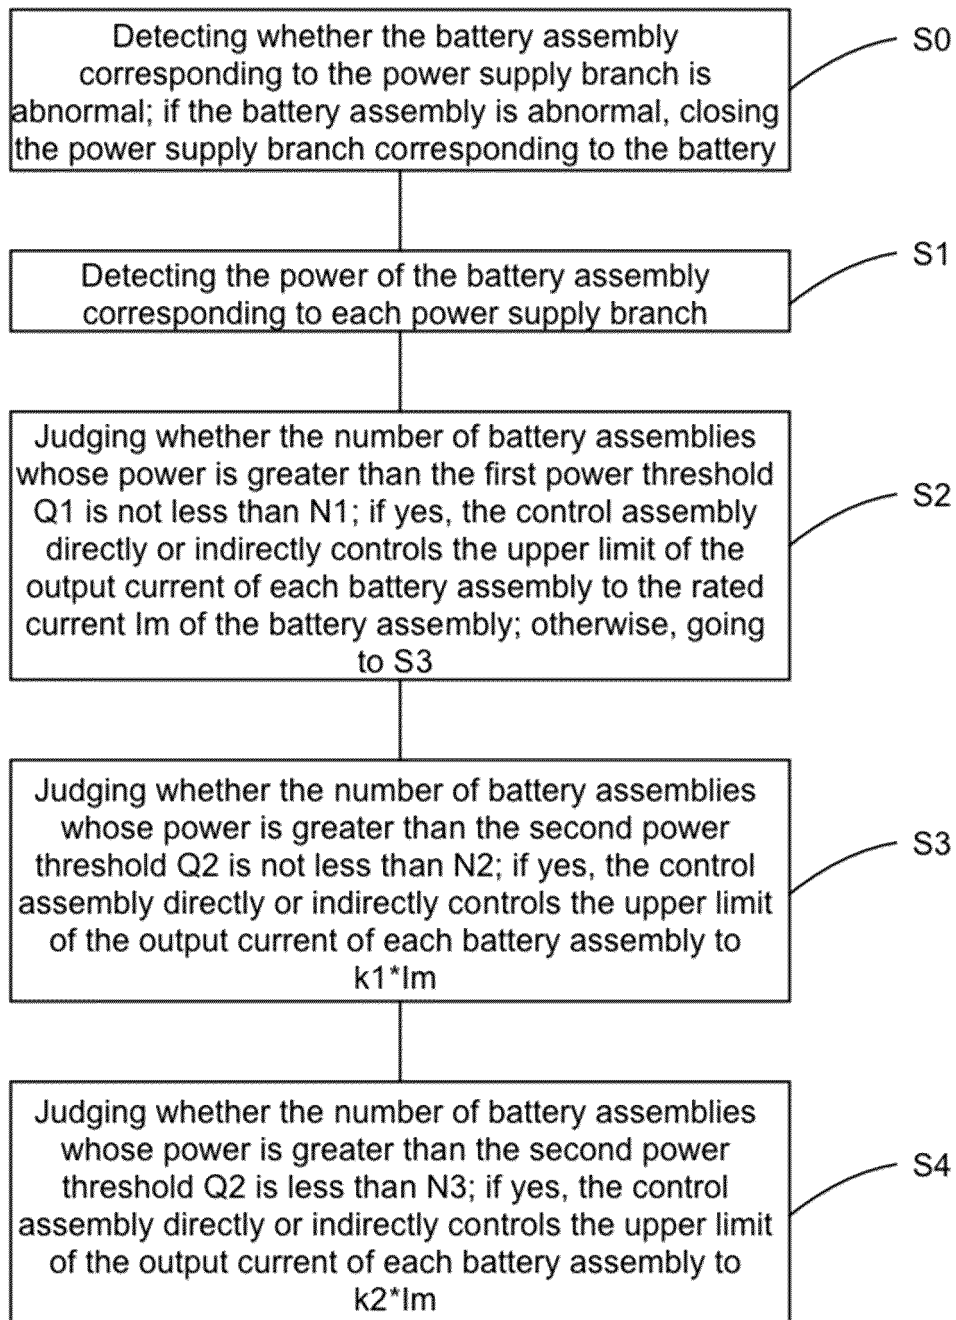 Detecting whether the battery assembly
corresponding to the power supply branch is
abnormal; if the battery assembly is abnormal, closing
the power supply branch corresponding to the battery
S0
Detecting the power of the battery assembly
corresponding to each power supply branch
S1
Judging whether the number of battery assemblies
whose power is greater than the first power threshold
Q1 is not less than N1; if yes, the control assembly
directly or indirectly controls the upper limit of the
output current of each battery assembly to the rated
current Im of the battery assembly; otherwise, going
to S3
S2
Judging whether the number of battery assemblies
whose power is greater than the second power
threshold Q2 is not less than N2; if yes, the control
assembly directly or indirectly controls the upper limit
of the output current of each battery assembly to
k1*Im
S3
Judging whether the number of battery assemblies
whose power is greater than the second power
threshold Q2 is less than N3; if yes, the control
assembly directly or indirectly controls the upper limit
of the output current of each battery assembly to
k2*Im
S4